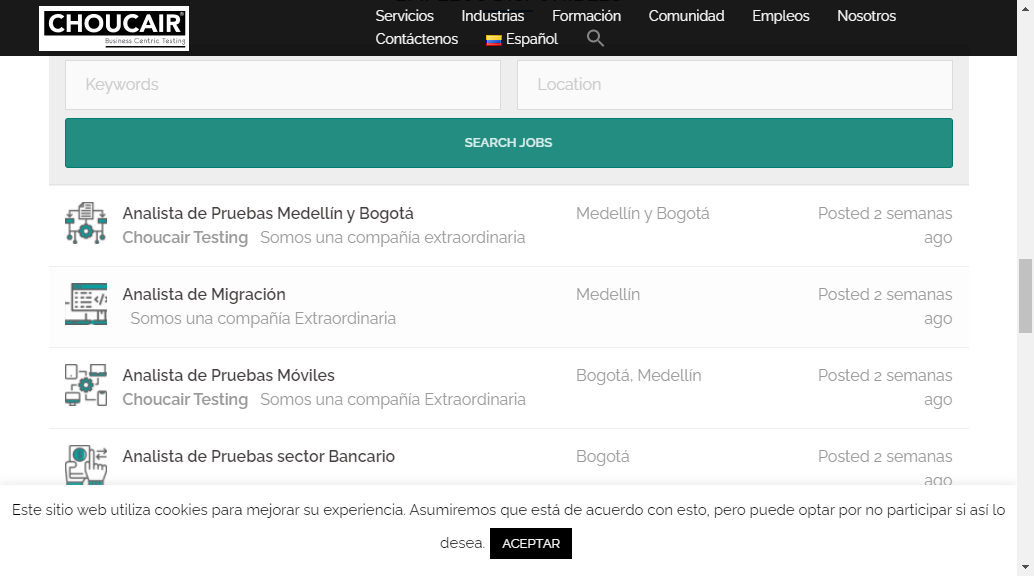 CHOUCAIR
Business Centric Testing
Servicios Industrias Formación Comunidad Empleos Nosotros
Contáctenos Español
Keywords Location
SEARCH JOBS
Analista de Pruebas Medellín y Bogotá Medellín y Bogotá Posted 2 semanas
Choucair Testing Somos una compañía extraordinaria ago
Analista de Migración Medellín Posted 2 semanas
Somos una compañía Extraordinaria ago
Analista de Pruebas Móviles Bogotá, Medellín Posted 2 semanas
Choucair Testing Somos una compañía Extraordinaria ago
Analista de Pruebas sector Bancario Bogotá Posted 2 semanas
ago
Este sitio web utiliza cookies para mejorar su experiencia. Asumiremos que está de acuerdo con esto, pero puede optar por no participar si así lo
desea. ACEPTAR